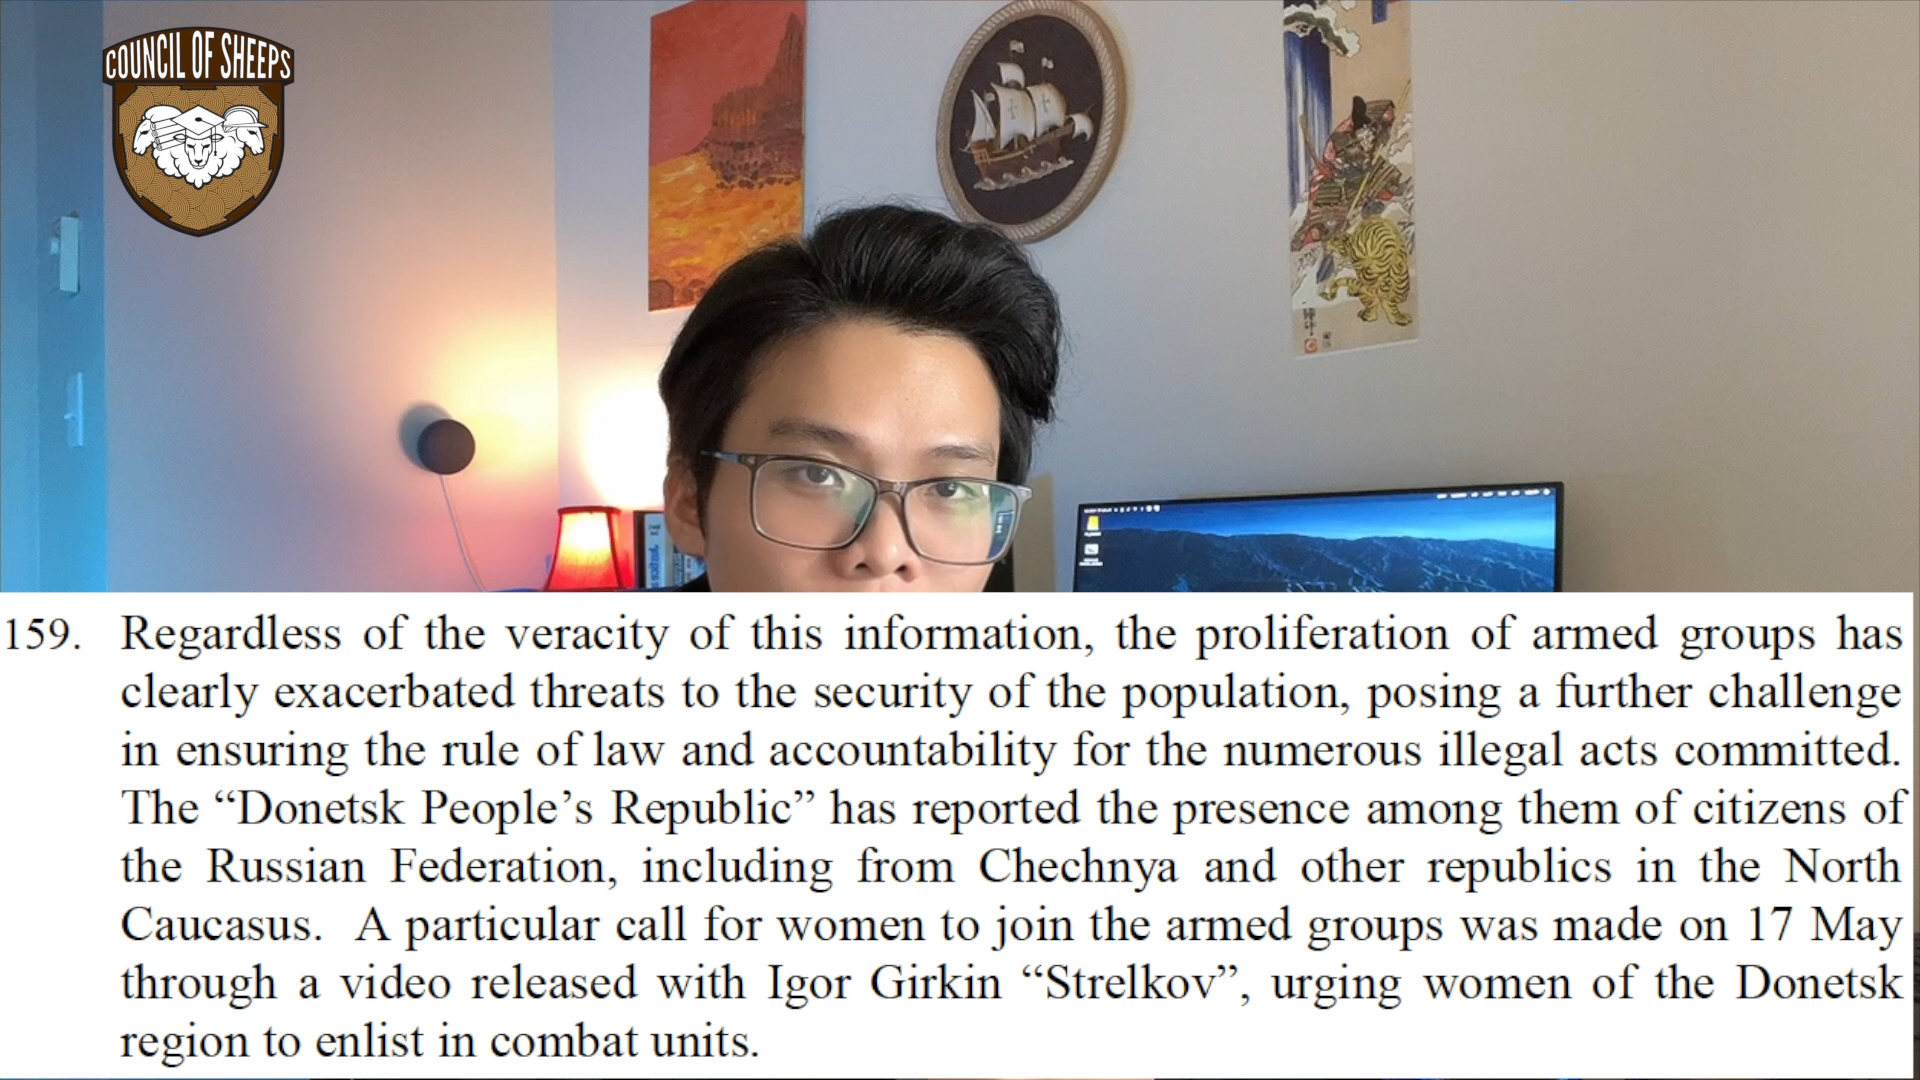 COUNCIL OF SHEEPS
159. Regardless of the veracity of this information, the proliferation of armed groups has
clearly exacerbated threats to the security of the population, posing a further challenge
in ensuring the rule of law and accountability for the numerous illegal acts committed.
The “Donetsk People’s Republic” has reported the presence among them of citizens of
the Russian Federation, including from Chechnya and other republics in the North
Caucasus. A particular call for women to join the armed groups was made on 17 May
through a video released with Igor Girkin “Strelkov”, urging women of the Donetsk
region to enlist in combat units.